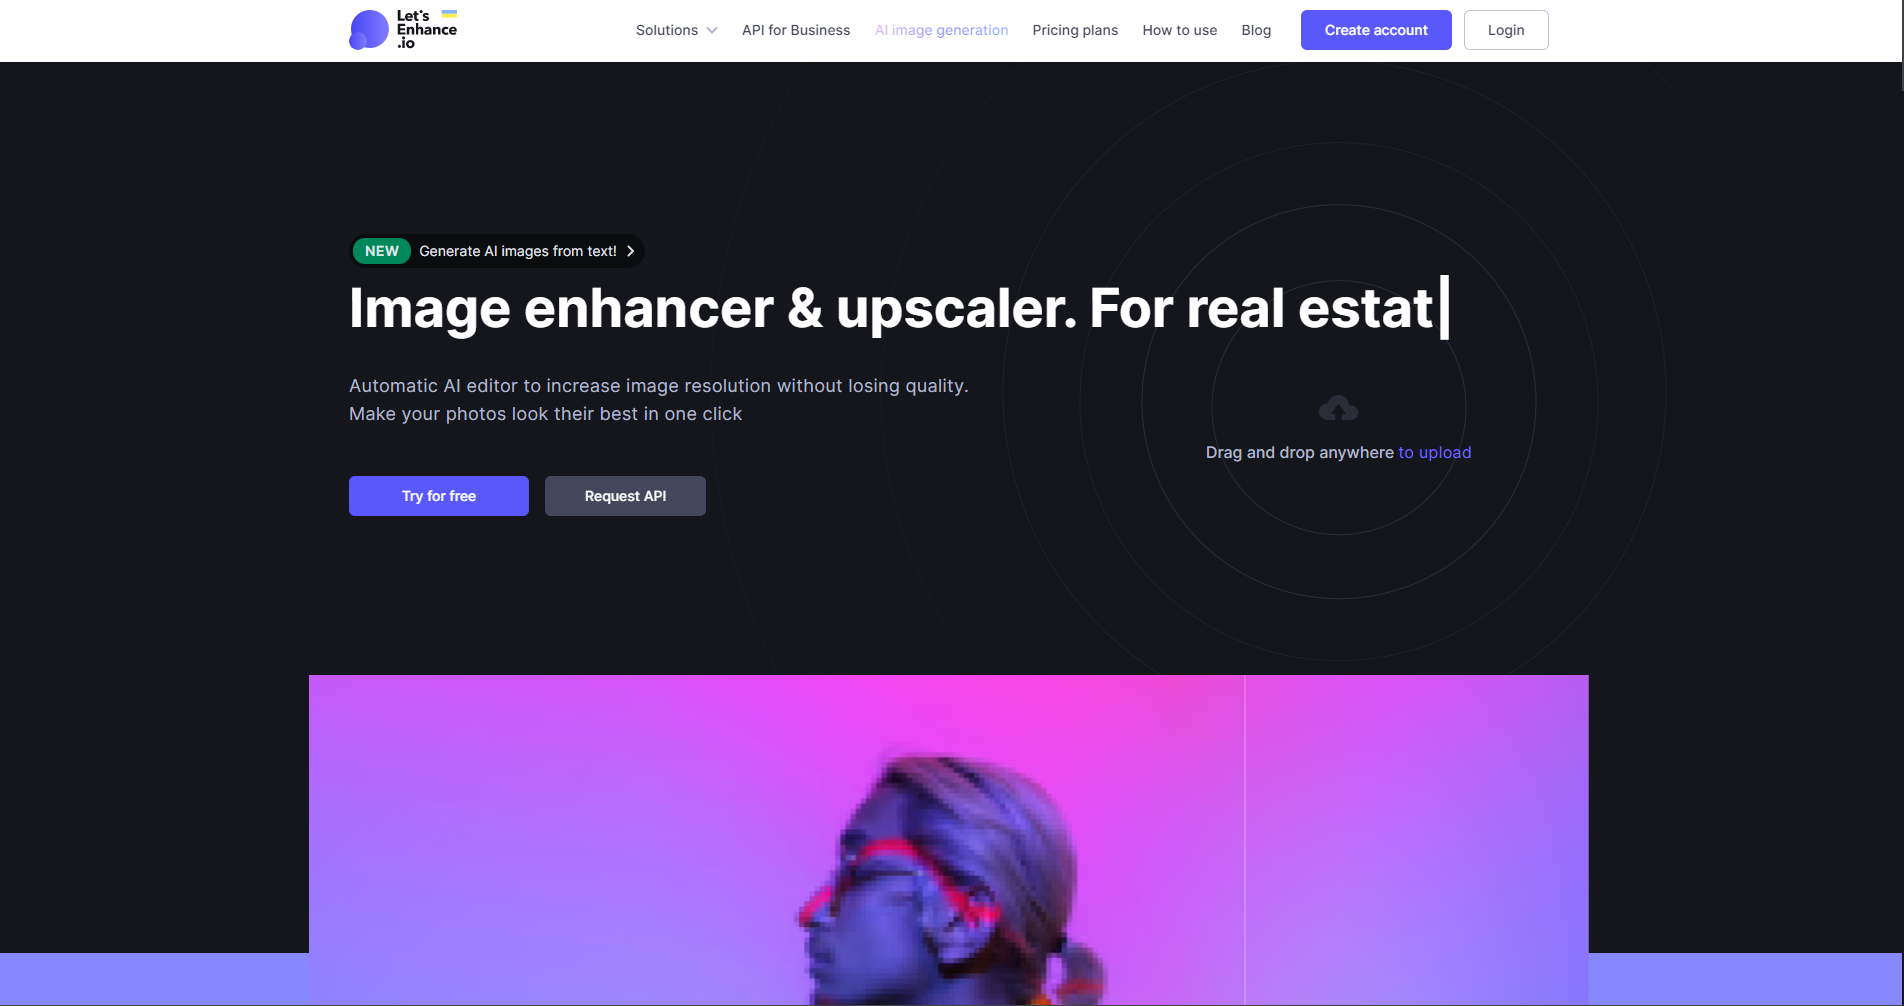 Let's
Enhance
.io
Solutions
API for Business
AI image generation
Pricing plans
How to use
Blog
Create account
Login
NEW
Generate AI images from text!
Image enhancer & upscaler. For real estat
Automatic AI editor to increase image resolution without losing quality.
Make your photos look their best in one click
Drag and drop anywhere to upload
Try for free
Request API